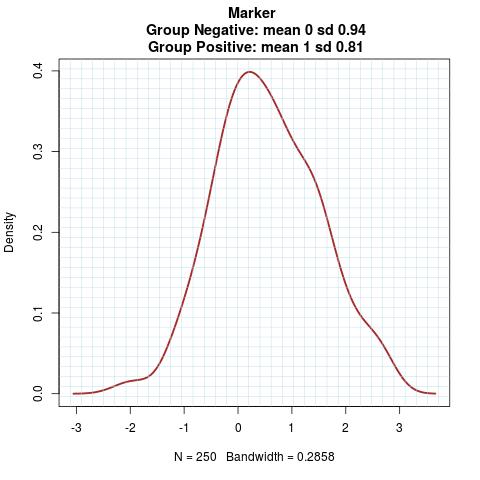 Marker
Group Negative: mean 0 sd 0.94
Group Positive: mean 1 sd 0.81
Density
0.4
0.3
0.2
0.1
0.0
-3 -2 -1 0 1 2 3
N = 250 Bandwidth = 0.2858